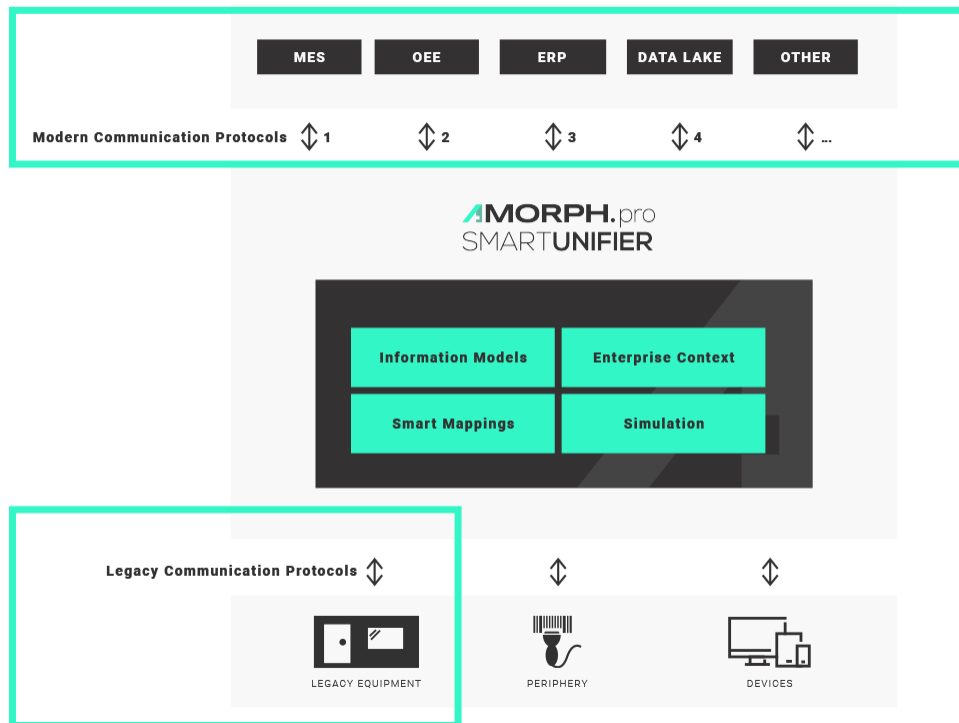 MES OEE ERP DATA LAKE OTHER
Modern Communication Protocols 1 2 3 4 ...
AMORPH.pro
SMARTUNIFIER
Information Models Enterprise Context
Smart Mappings Simulation
Legacy Communication Protocols
LEGACY EQUIPMENT PERIPHERY DEVICES